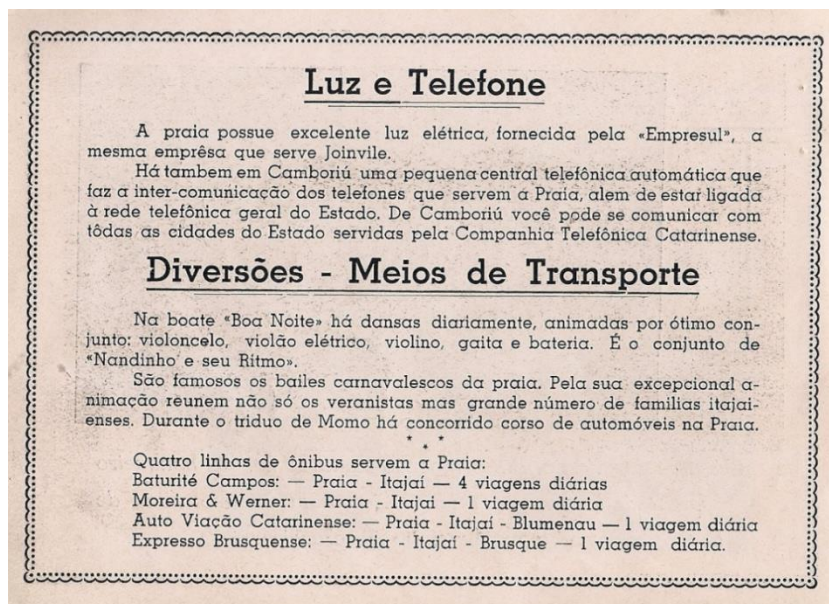 Luz e Telefone
A praia possue excelente luz elétrica, fornecida pela «Empresul", a
mesma emprêsa que serve Joinvile.
Há tambem em Camboriú uma pequena central telefônica automática que
faz a inter-comunicação dos telefones que servem a Praia, alem de estar ligada
à rede telefônica geral do Estado. De Camboriú você pode se comunicar com
tôdas as cidades do Estado servidas pela Companhia Telefônica Catarinense.
Diversões - Meios de Transporte
Na boate "Boa Noite» há dansas diariamente, animadas por ótimo con-
junto: violoncelo, violão elétrico, violino, gaita e bateria. É o conjunto de
"Nandinho e seu Ritmo».
São famosos os bailes carnavalescos da praia. Pela sua excepcional a-
nimação reunem não só os veranistas mas grande número de familias itajai-
enses. Durante o triduo de Momo há concorrido corso de automóveis na Praia.
* * *
Quatro linhas de ônibus servem a Praia:
Baturité Campos: — Praia - Itajaí — 4 viagens diárias
Moreira & Werner: — Praia - Itajaí — 1 viagem diária
Auto Viação Catarinense: — Praia - Itajaí - Blumenau — 1 viagem diária
Expresso Brusquense: — Praia - Itajaí - Brusque — 1 viagem diária.